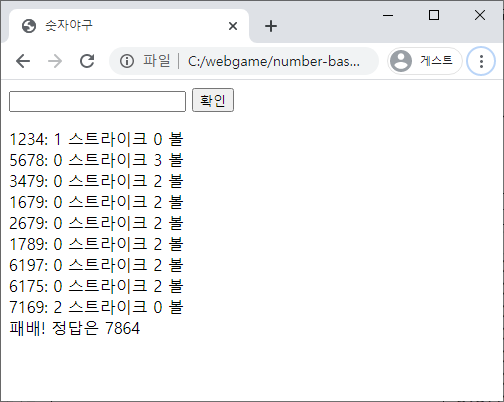 숫자야구
파일 C:/webgame/number-bas... 게스트
확인
1234: 1 스트라이크 0 볼
5678: 0 스트라이크 3 볼
3479: 0 스트라이크 2 볼
1679: 0 스트라이크 2 볼
2679: 0 스트라이크 2 볼
1789: 0 스트라이크 2 볼
6197: 0 스트라이크 2 볼
6175: 0 스트라이크 2 볼
7169: 2 스트라이크 0 볼
패배! 정답은 7864